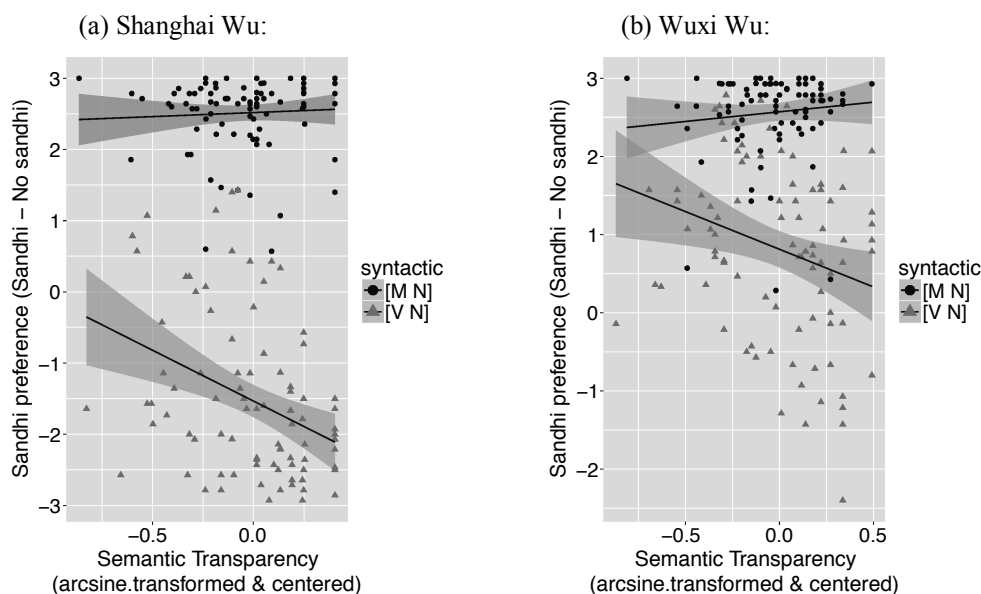 (a) Shanghai Wu:
Sandhi preference (Sandhi − No sandhi)
3
2
1
0
−1
−2
−3
−0.5
0.0
Semantic Transparency
(arcsine.transformed & centered)
syntactic
[M N]
[V N]
(b) Wuxi Wu:
Sandhi preference (Sandhi − No sandhi)
3
2
1
0
−1
−2
−0.5
0.0
0.5
Semantic Transparency
(arcsine.transformed & centered)
syntactic
[M N]
[V N]